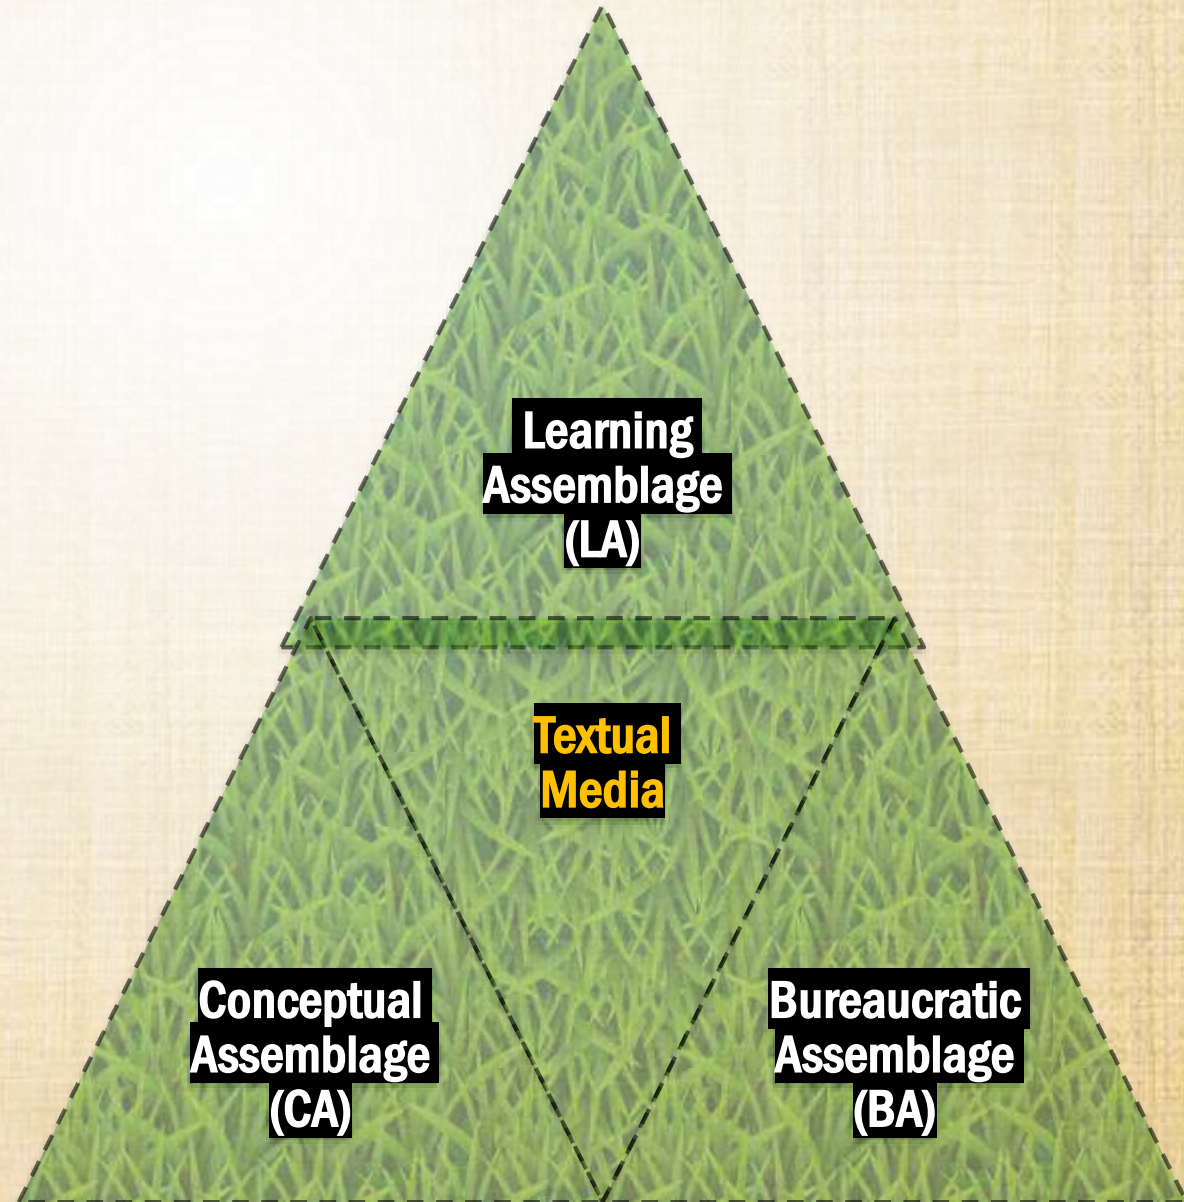 Learning
Assemblage
(LA)
Textual
Media
Conceptual
Assemblage
(CA)
Bureaucratic
Assemblage
(BA)